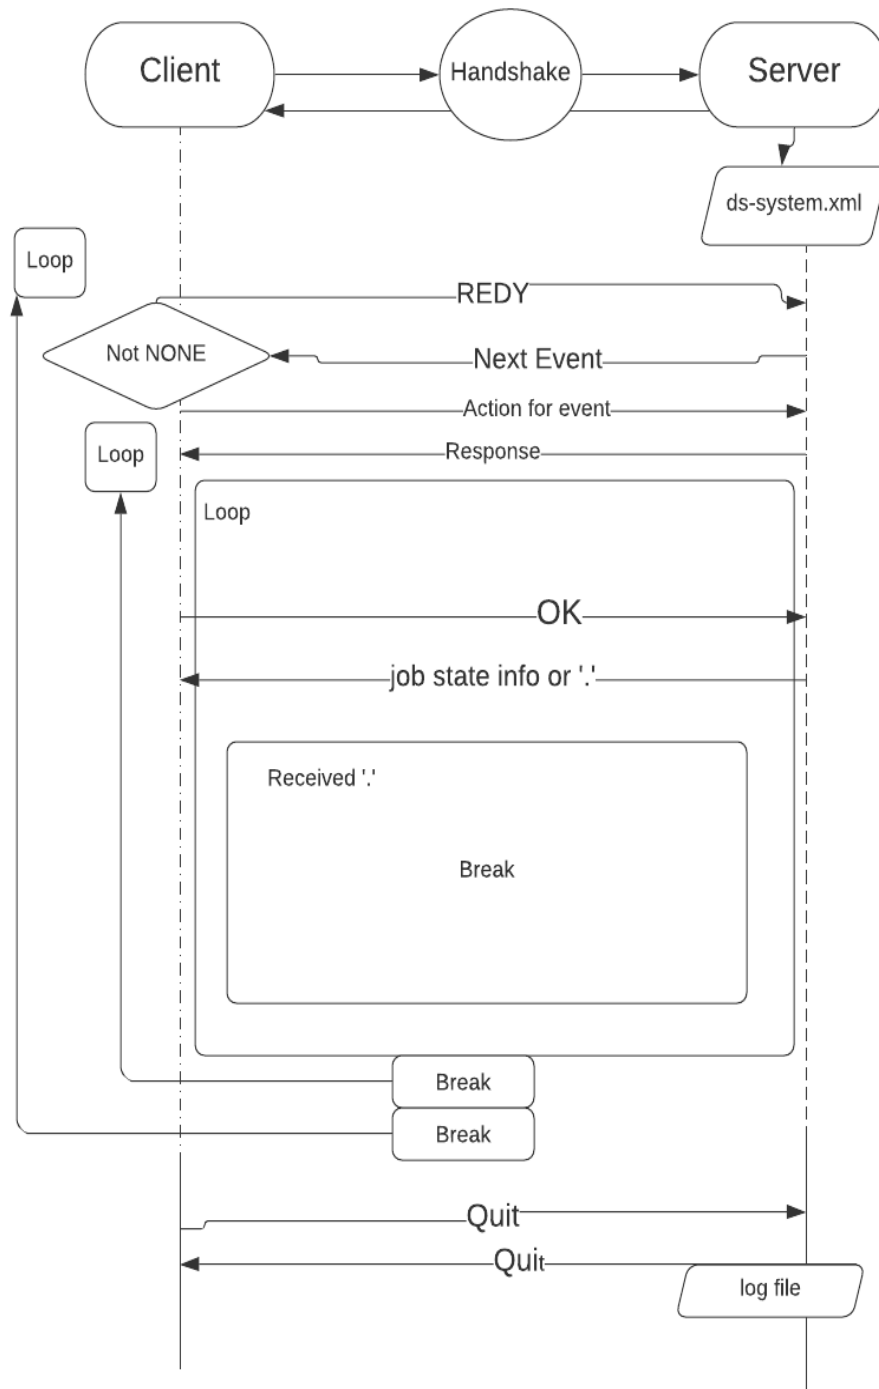 Client
Handshake
Server
ds-system.xml
Loop
REDY
Not NONE
Next Event
Action for event
Loop
Response
Loop
OK
job state info or '.'
Received '.'
Break
Break
Break
Quit
Quit
log file